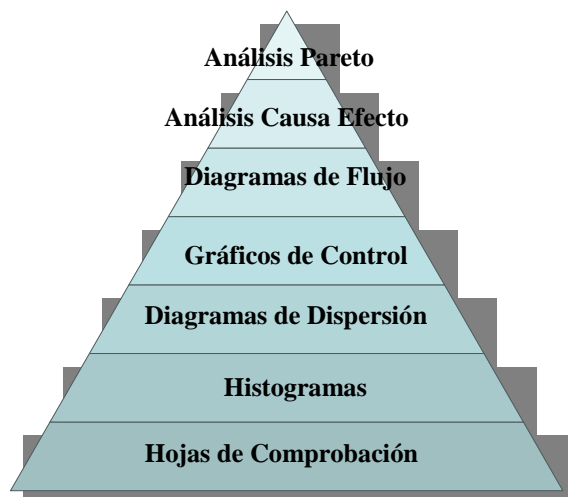 Análisis Pareto
Análisis Causa Efecto
Diagramas de Flujo
Gráficos de Control
Diagramas de Dispersión
Histogramas
Hojas de Comprobación